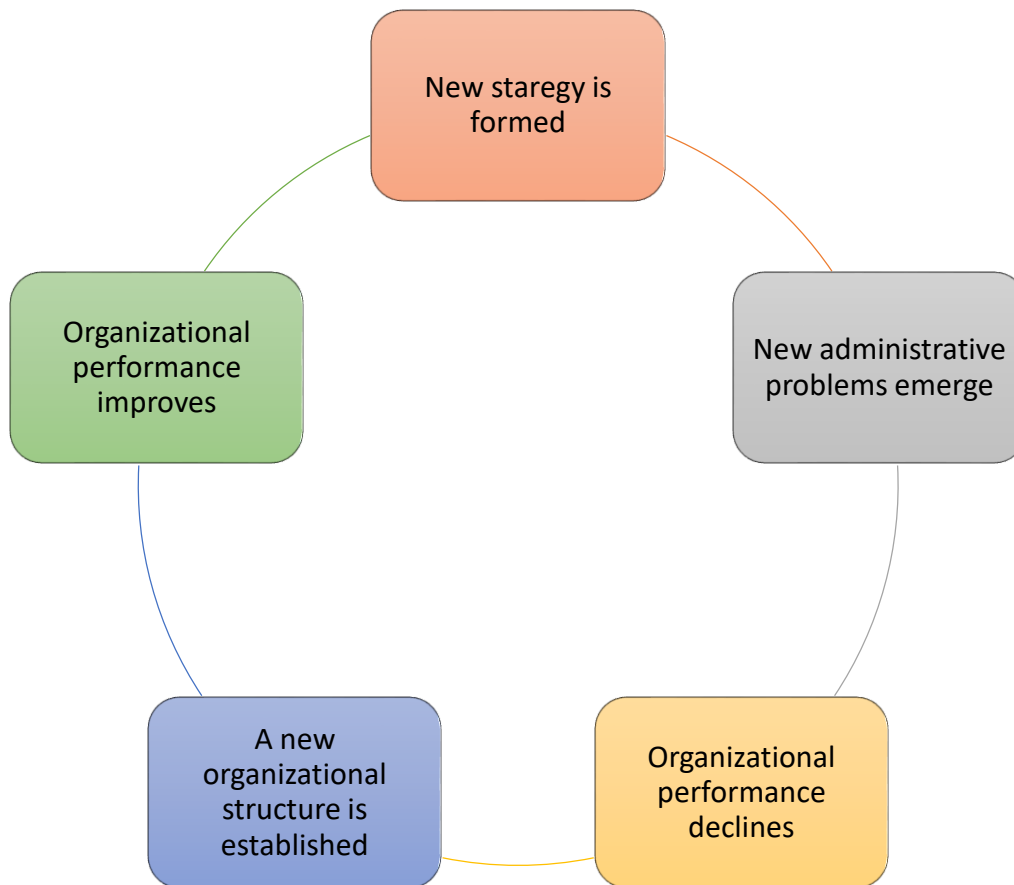 New staregy is
formed
New administrative
problems emerge
Organizational
performance
declines
A new
organizational
structure is
established
Organizational
performance
improves